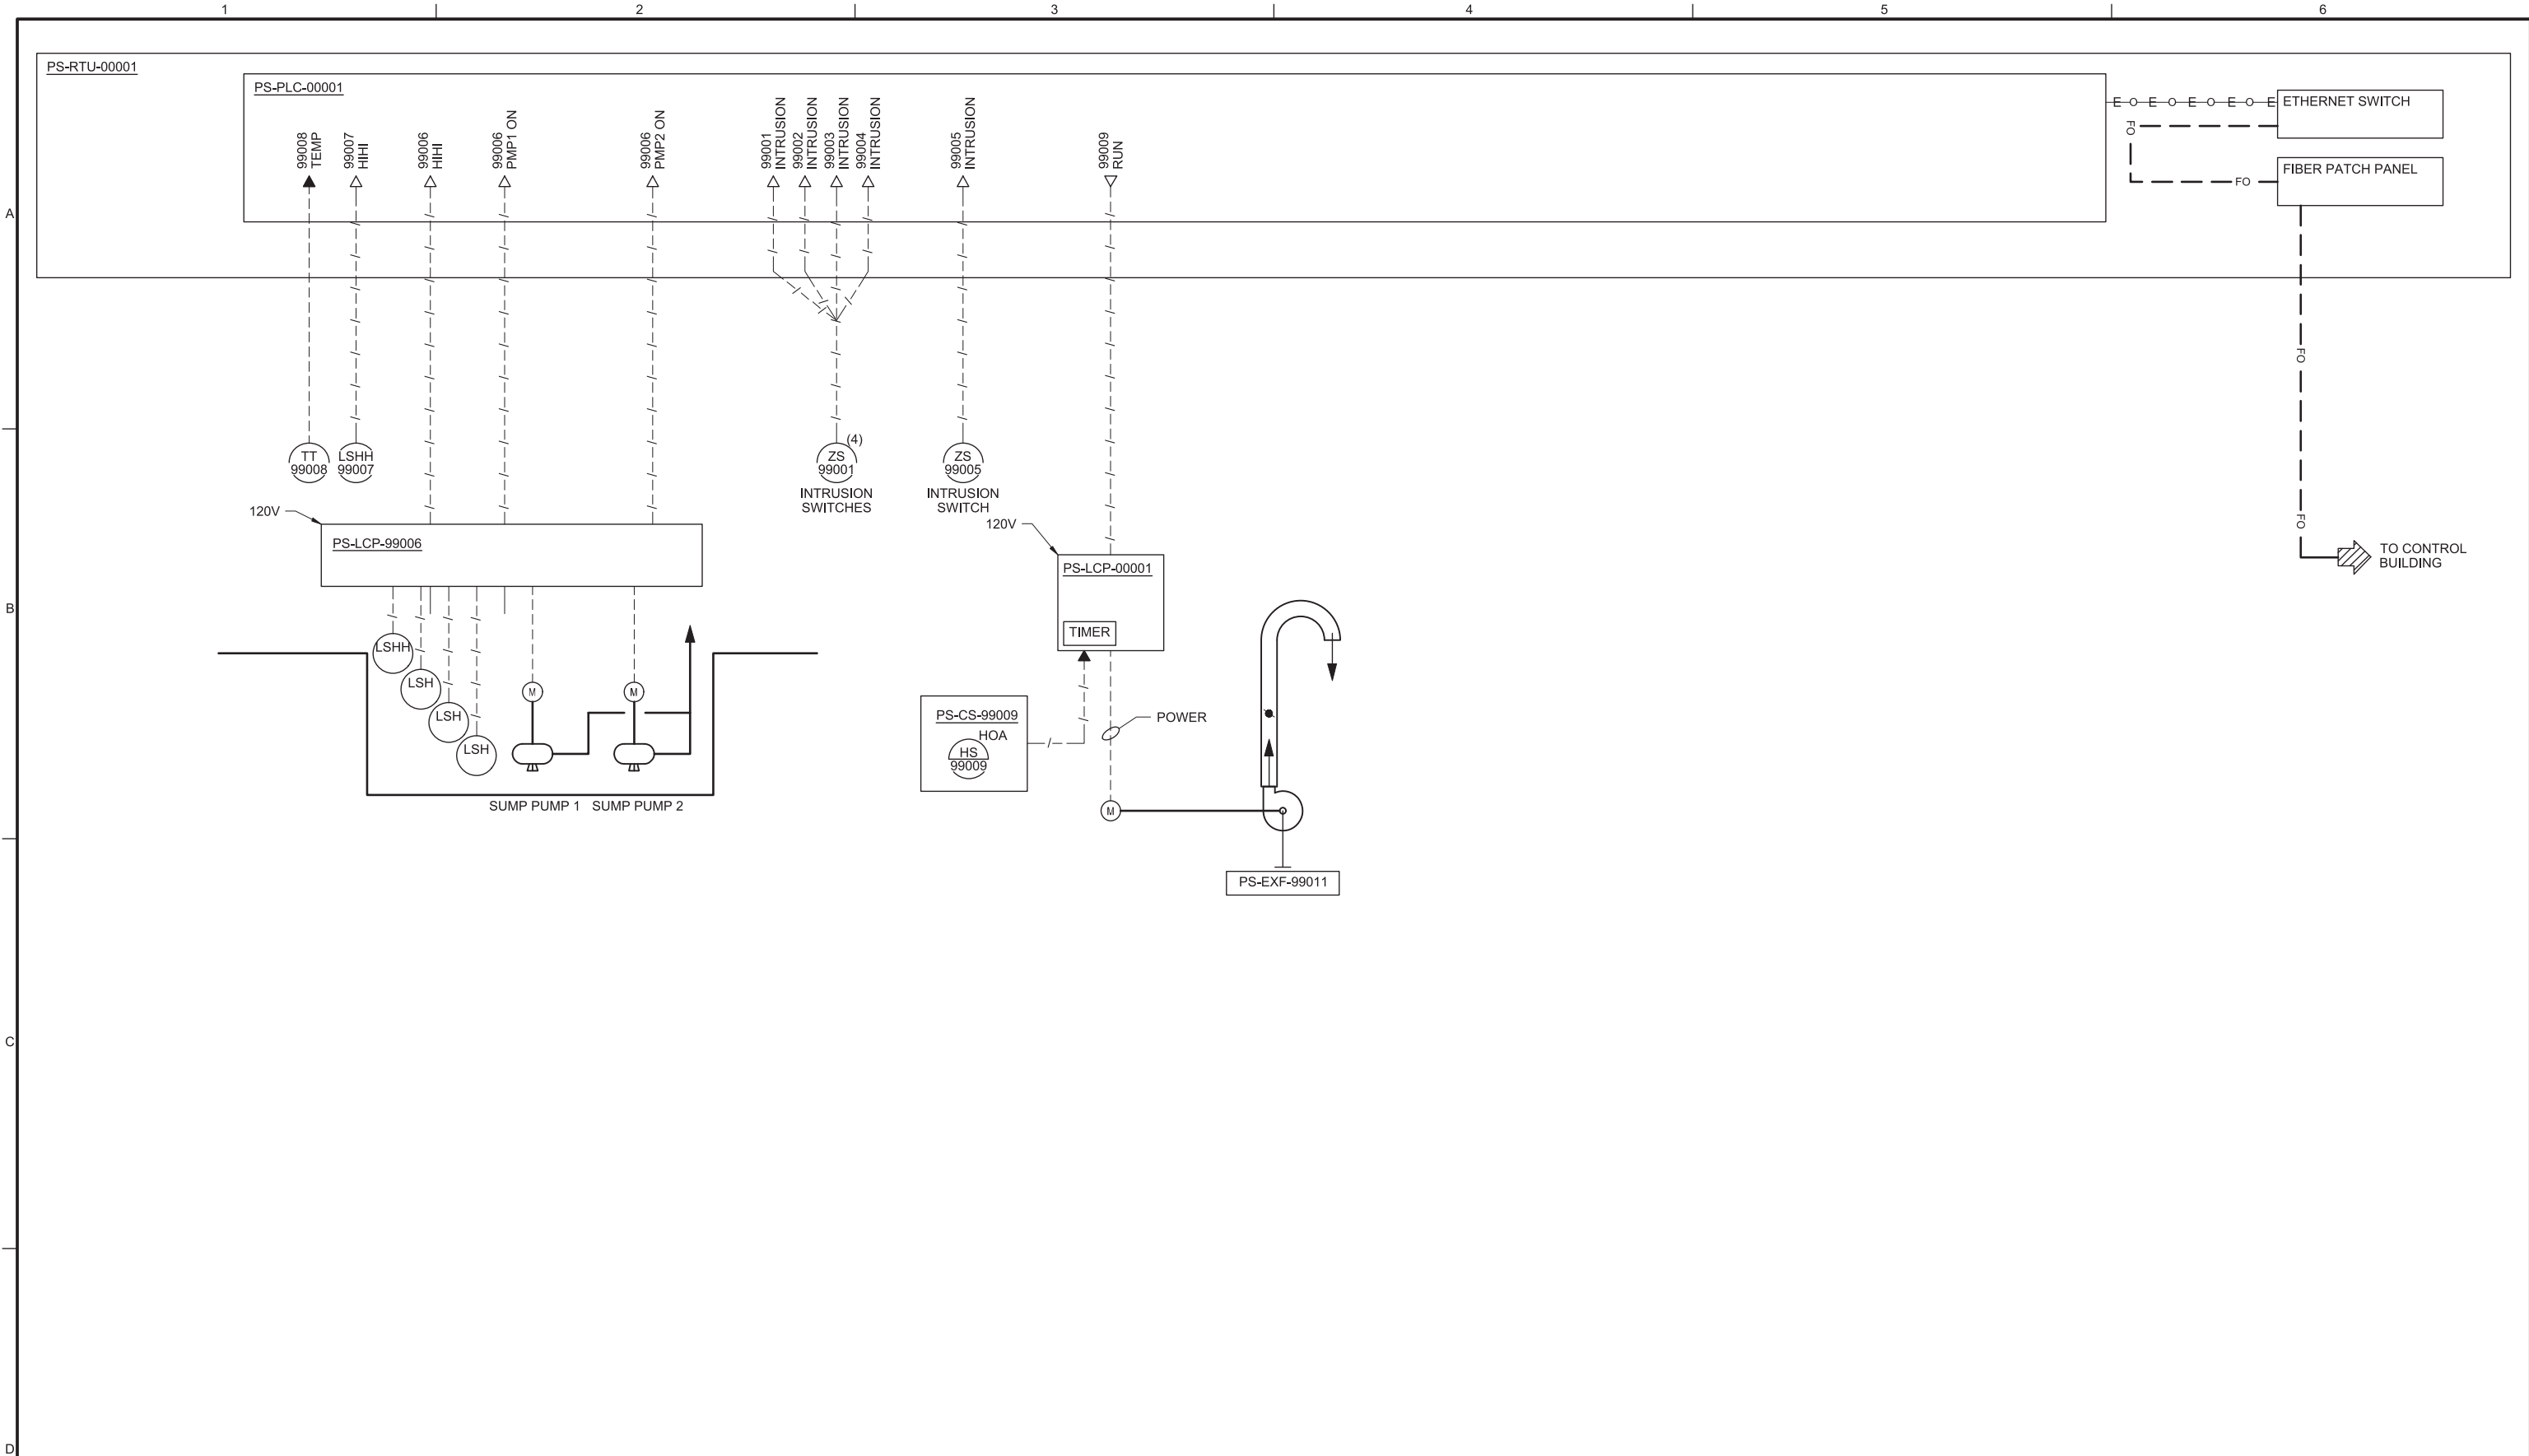 1 2 3 4 5 6
PS-RTU-00001
PS-PLC-00001
99008
TEMP
99007
HIHI
99006
HIHI
99006
PMP1 ON
99006
PMP2 ON
99001
INTRUSION
99002
INTRUSION
99003
INTRUSION
99004
INTRUSION
99005
INTRUSION
99009
RUN
E O E O E O E O E
ETHERNET SWITCH
FO
FIBER PATCH PANEL
FO
A
FO
TT
99008
LSHH
99007
(4)
ZS
99001
INTRUSION
SWITCHES
ZS
99005
INTRUSION
SWITCH
120V
PS-LCP-99006
120V
PS-LCP-00001
TIMER
FO
TO CONTROL
BUILDING
B
LSHH
LSH
LSH
LSH
M
M
SUMP PUMP 1
SUMP PUMP 2
PS-CS-99009
HOA
HS
99009
POWER
M
PS-EXF-99011
C
D